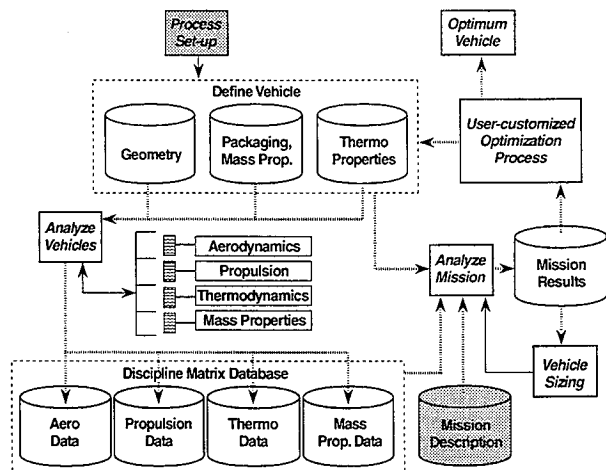 Process
Set-up
Optimum
Vehicle
Define Vehicle
Geometry
Packaging,
Mass Prop.
Thermo
Properties
User-customized
Optimization
Process
Analyze
Vehicles
Aerodynamics
Propulsion
Thermodynamics
Mass Properties
Analyze
Mission
Mission
Results
Vehicle
Sizing
Discipline Matrix Database
Aero
Data
Propulsion
Data
Thermo
Data
Mass
Prop. Data
Mission
Description